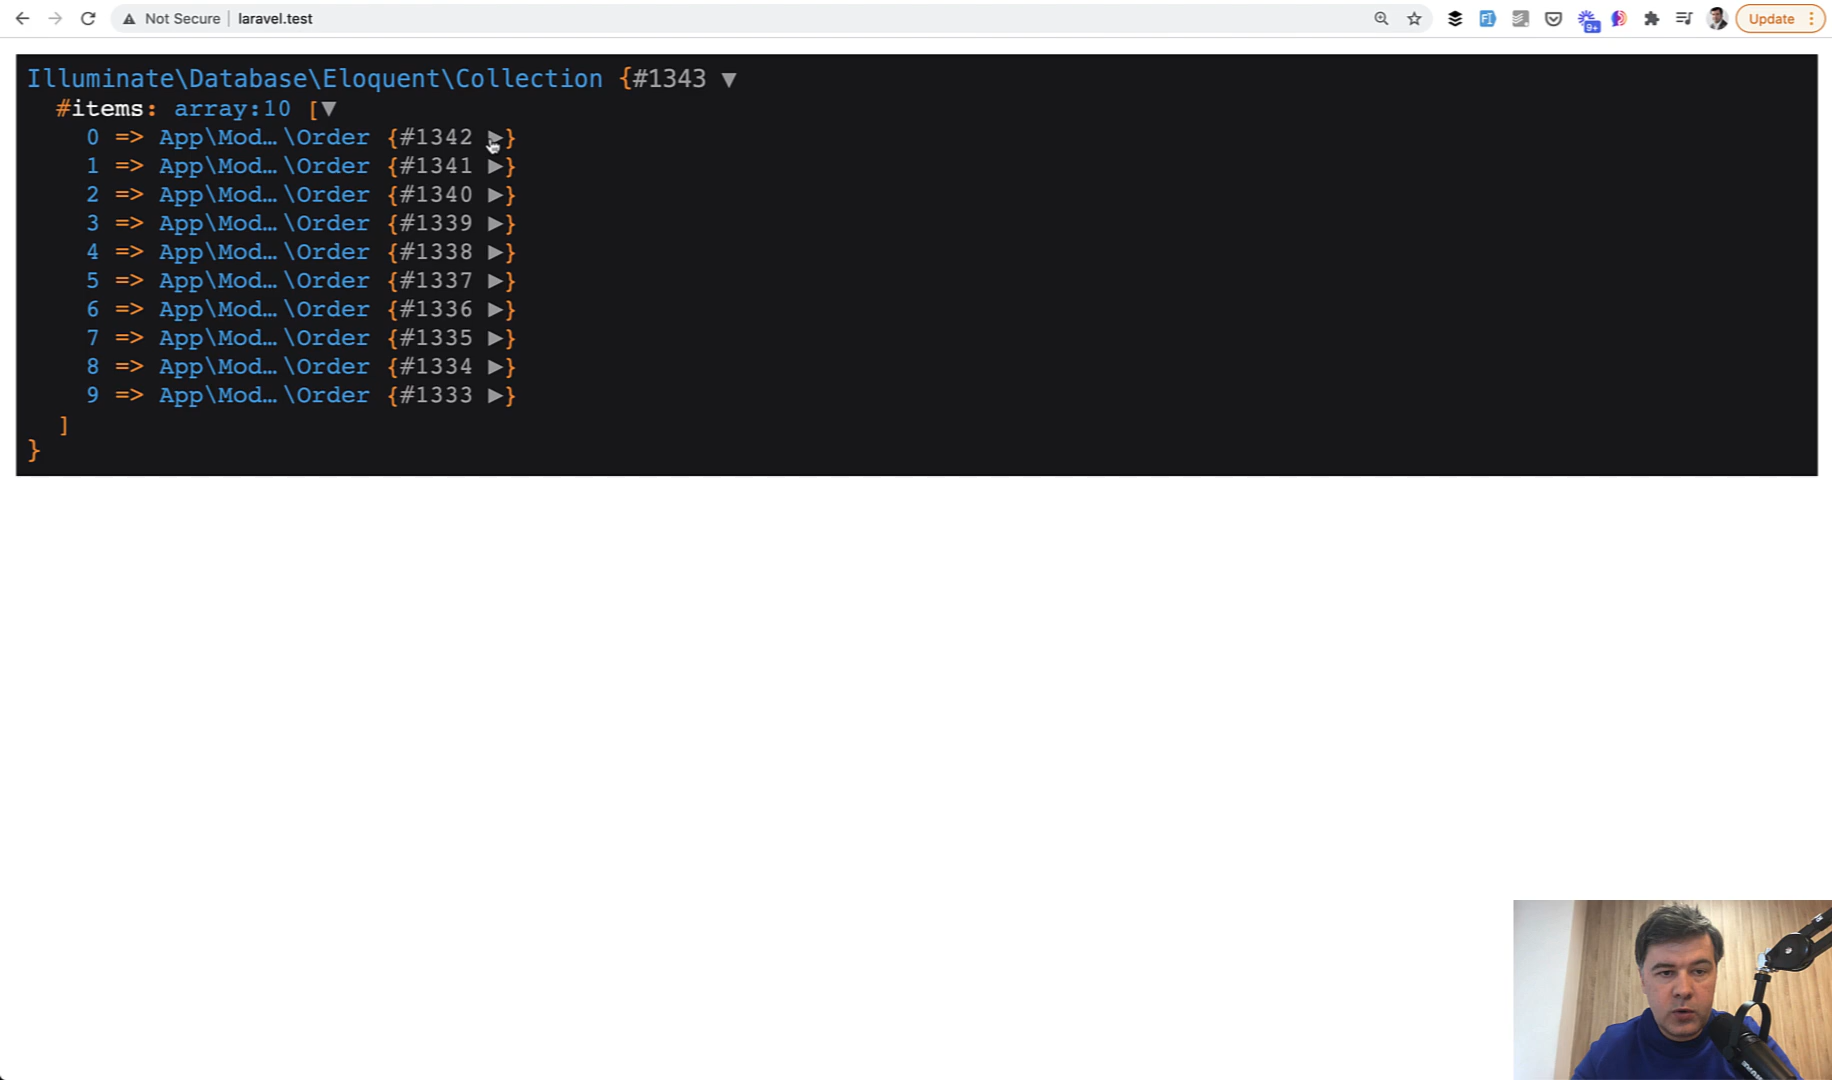 Not Secure laravel.test
9+
Update
Illuminate\Database\Eloquent\Collection {#1343 ▼
#items: array:10 [▼
0 => App\Mod…\Order {#1342 ▶}
1 => App\Mod…\Order {#1341 ▶}
2 => App\Mod…\Order {#1340 ▶}
3 => App\Mod…\Order {#1339 ▶}
4 => App\Mod…\Order {#1338 ▶}
5 => App\Mod…\Order {#1337 ▶}
6 => App\Mod…\Order {#1336 ▶}
7 => App\Mod…\Order {#1335 ▶}
8 => App\Mod…\Order {#1334 ▶}
9 => App\Mod…\Order {#1333 ▶}
]
}